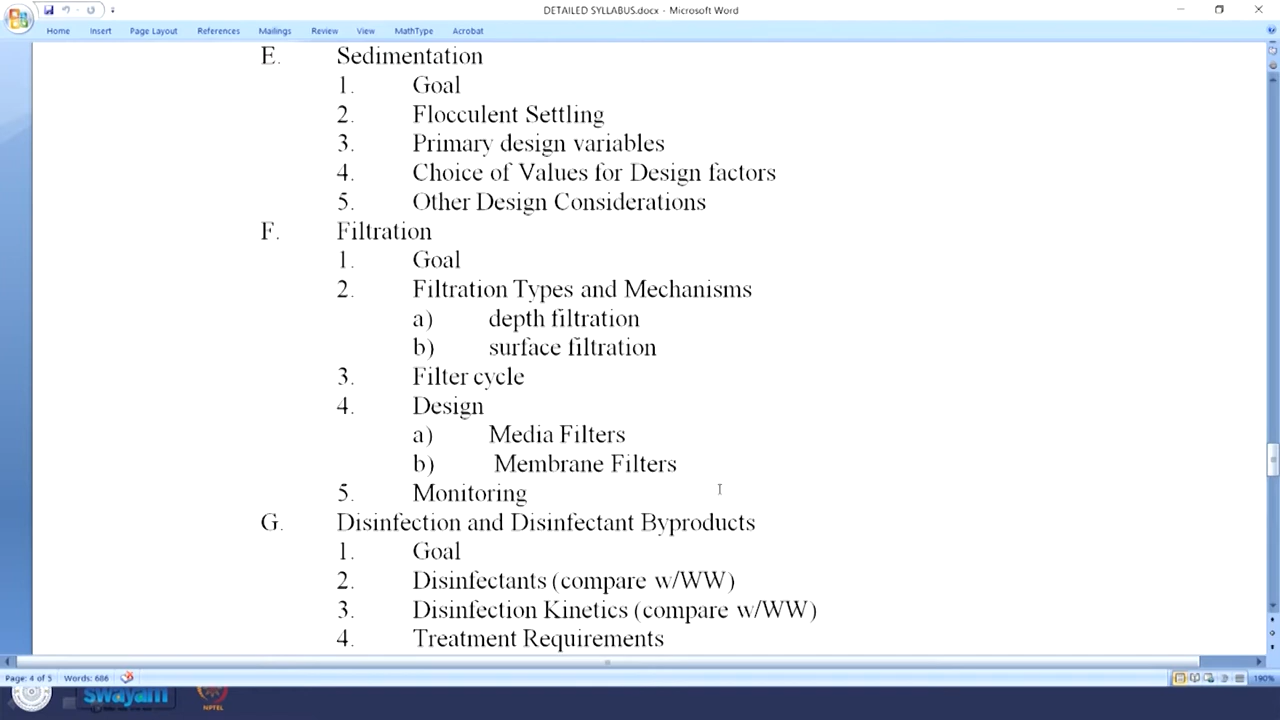 DETAILED SYLLABUS.docx - Microsoft Word
Home Insert Page Layout References Mailings Review View MathType Acrobat
E. Sedimentation
1. Goal
2. Flocculent Settling
3. Primary design variables
4. Choice of Values for Design factors
5. Other Design Considerations
F. Filtration
1. Goal
2. Filtration Types and Mechanisms
a) depth filtration
b) surface filtration
3. Filter cycle
4. Design
a) Media Filters
b) Membrane Filters
5. Monitoring
G. Disinfection and Disinfectant Byproducts
1. Goal
2. Disinfectants (compare w/WW)
3. Disinfection Kinetics (compare w/WW)
4. Treatment Requirements
Page: 4 of 5 Words: 686 190%
swayam NPTEL